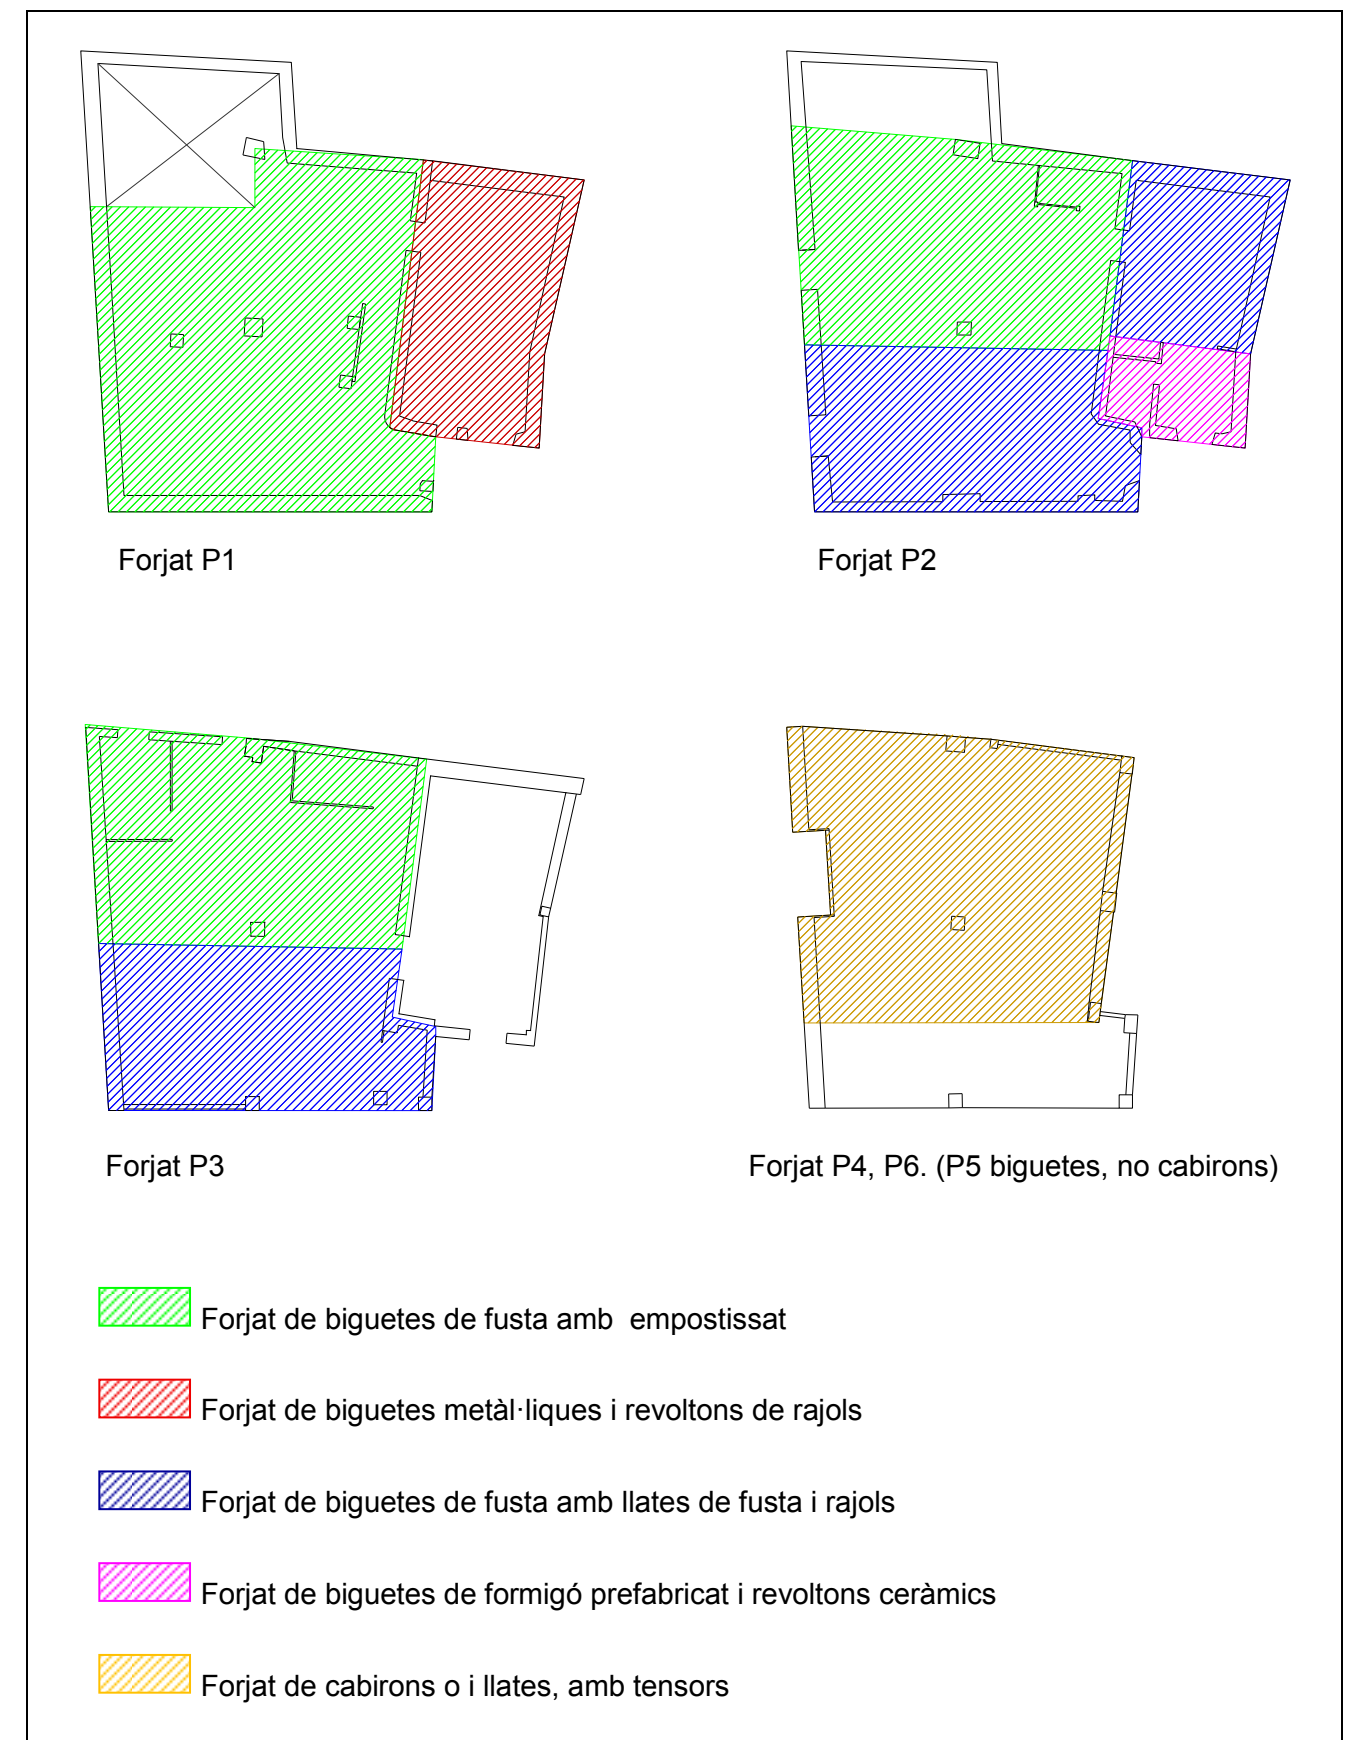 Forjat P1
Forjat P2
Forjat P3
Forjat P4, P6. (P5 biguetes, no cabirons)
Forjat de biguetes de fusta amb  empostissat
Forjat de biguetes metàl·liques i revoltons de rajols
Forjat de biguetes de fusta amb llates de fusta i rajols
Forjat de biguetes de formigó prefabricat i revoltons ceràmics
Forjat de cabirons o i llates, amb tensors